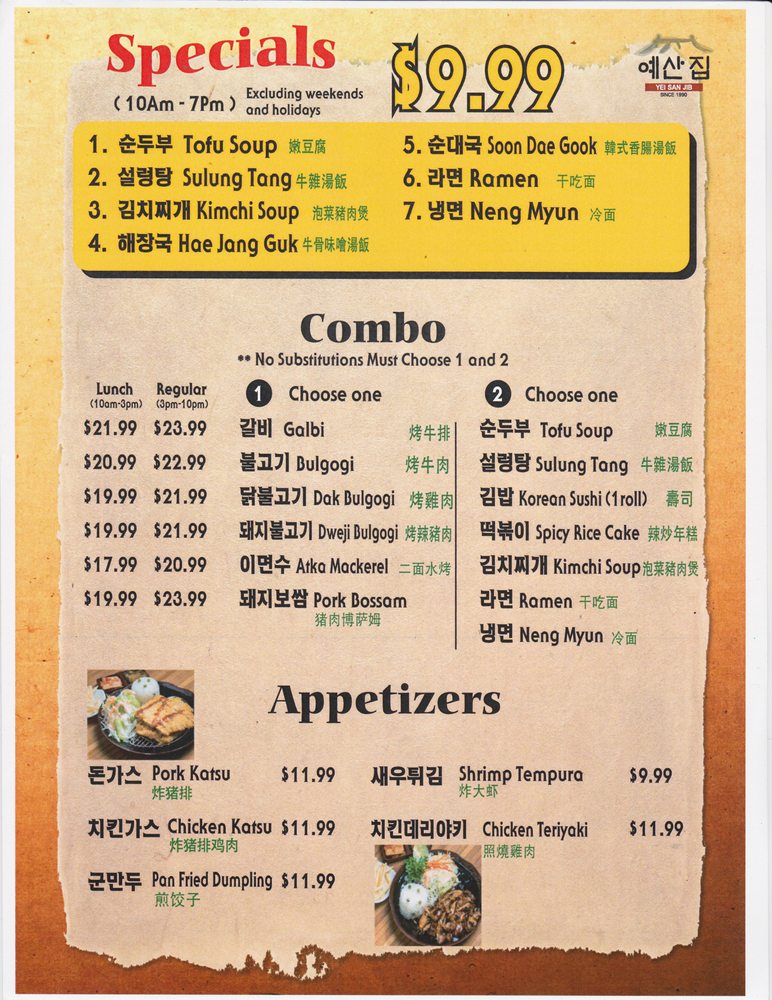 Specials
$9.99
예산집
YEI SAN JIB
SINCE 1990
(10Am - 7Pm) Excluding weekends
and holidays
1. 순두부 Tofu Soup 嫩豆腐
2. 설렁탕 Sulung Tang 牛雜湯飯
3. 김치찌개 Kimchi Soup 泡菜豬肉煲
4. 해장국 Hae Jang Guk 牛骨味噌湯飯
5. 순대국 Soon Dae Gook 韓式香腸湯飯
6. 라면 Ramen 干吃面
7. 냉면 Neng Myun 冷面
Combo
** No Substitutions Must Choose 1 and 2
Lunch Regular 1 Choose one 2 Choose one
(10am-3pm) (3pm-10pm)
$21.99 $23.99 갈비 Galbi 烤牛排 순두부 Tofu Soup 嫩豆腐
$20.99 $22.99 불고기 Bulgogi 烤牛肉 설렁탕 Sulung Tang 牛雜湯飯
$19.99 $21.99 닭불고기 Dak Bulgogi 烤雞肉 김밥 Korean Sushi (1roll) 壽司
$19.99 $21.99 돼지불고기 Dweji Bulgogi 烤辣豬肉 떡볶이 Spicy Rice Cake 辣炒年糕
$17.99 $20.99 이면수 Atka Mackerel 二面水烤 김치찌개 Kimchi Soup 泡菜豬肉煲
$19.99 $23.99 돼지보쌈 Pork Bossam 라면 Ramen 干吃面
猪肉博萨姆
냉면 Neng Myun 冷面
Appetizers
돈가스 Pork Katsu $11.99 새우튀김 Shrimp Tempura $9.99
炸猪排 炸大虾
치킨가스 Chicken Katsu $11.99 치킨데리야키 Chicken Teriyaki $11.99
炸猪排鸡肉 照燒雞肉
군만두 Pan Fried Dumpling $11.99
煎饺子